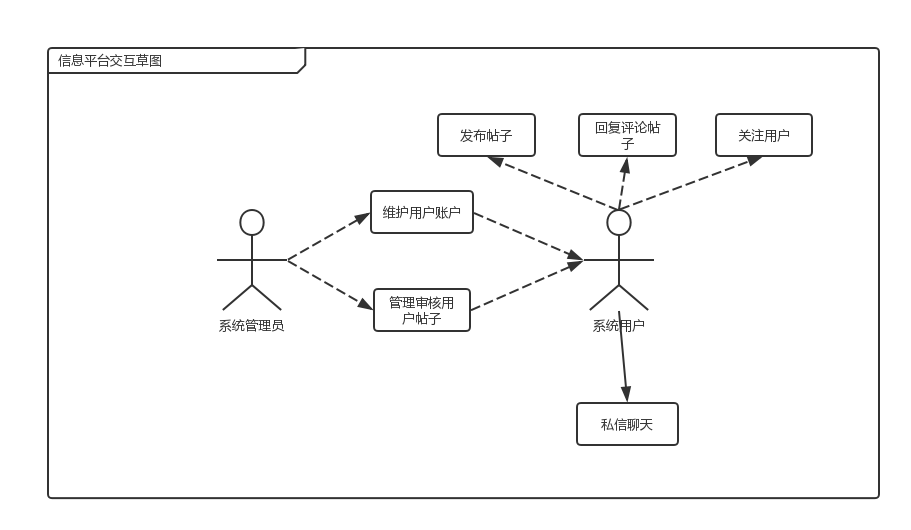 信息平台交互草图
发布帖子
回复评论帖
子
关注用户
维护用户账户
管理审核用
户帖子
系统管理员
系统用户
私信聊天